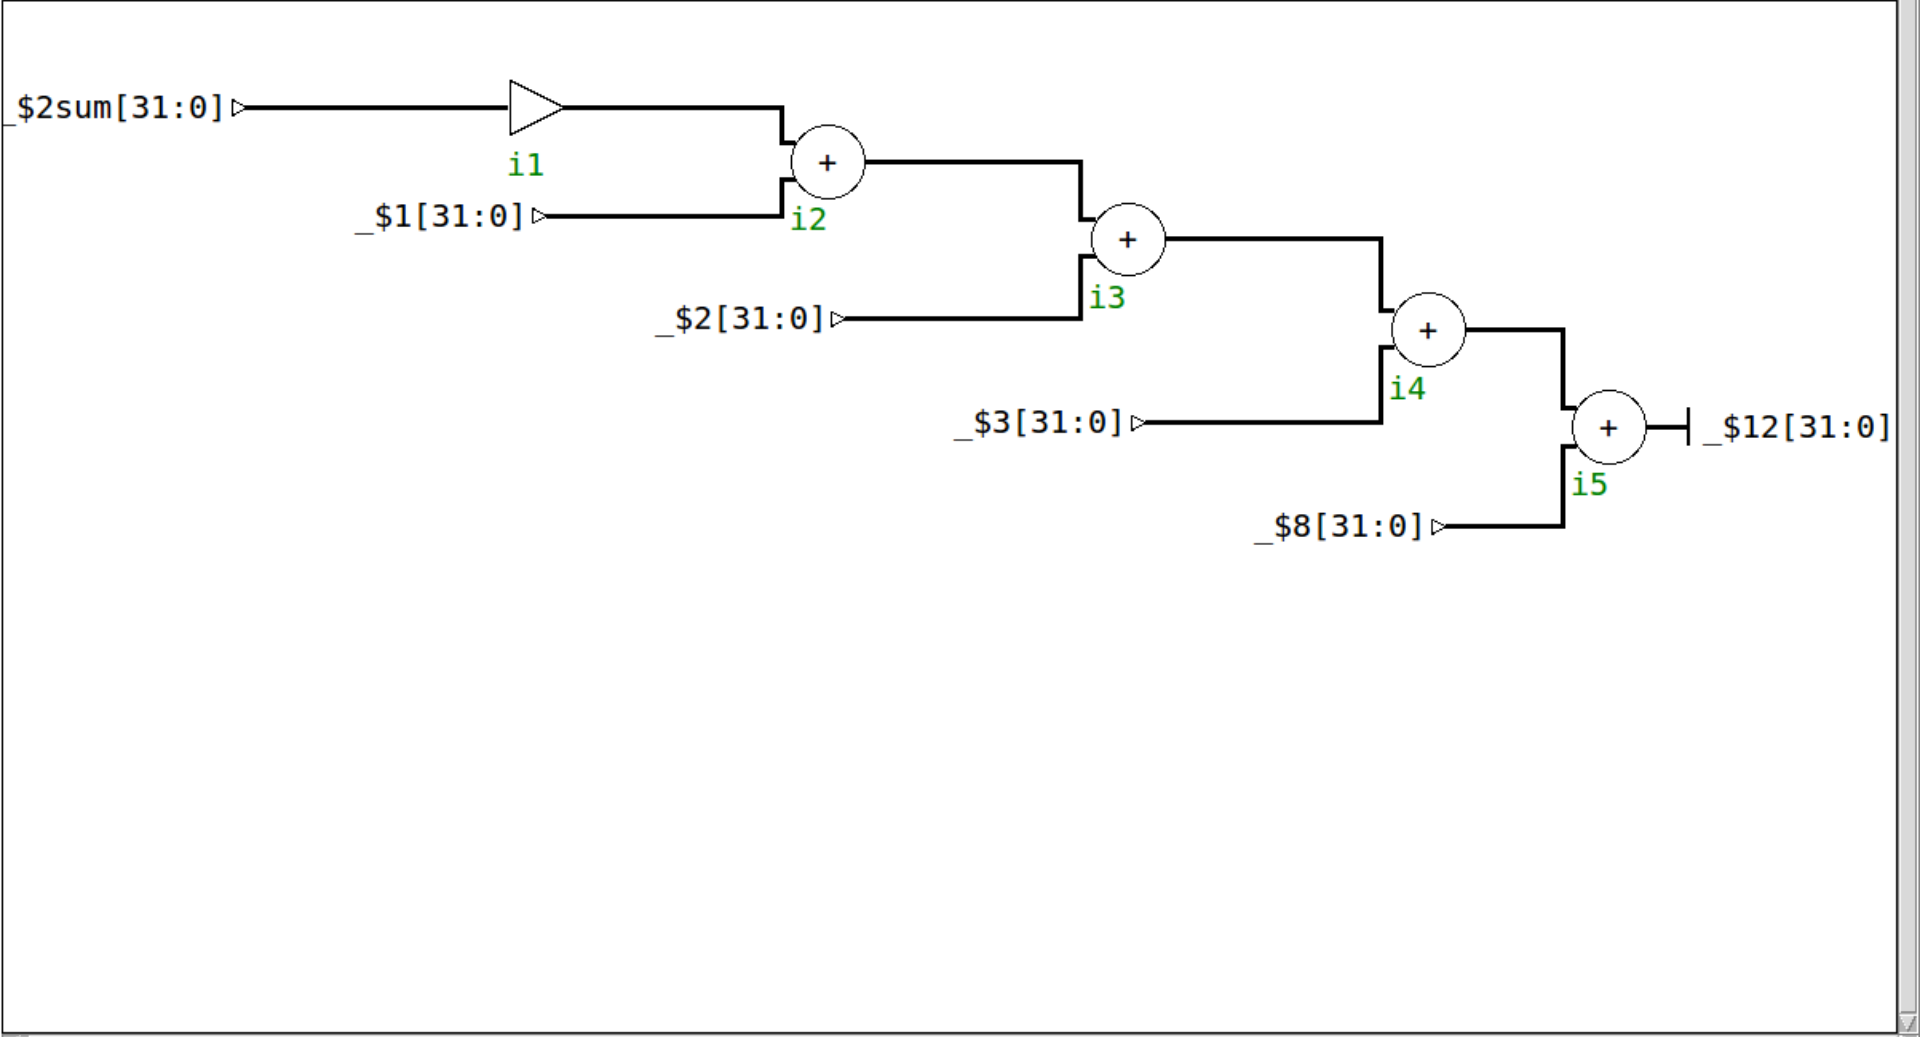 _$2sum[31:0]
i1
+
_$1[31:0]
i2
+
_$2[31:0]
i3
+
_$3[31:0]
i4
+
_$12[31:0]
i5
_$8[31:0]